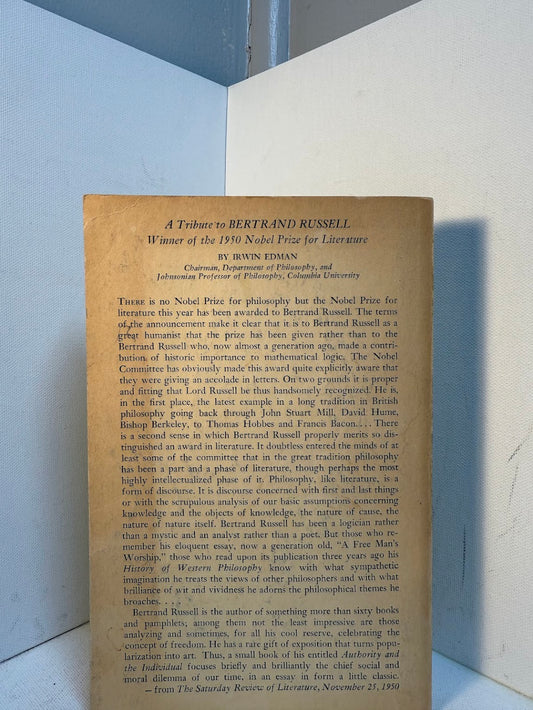 A Tribute to BERTRAND RUSSELL
Winner of the 1950 Nobel Prize for Literature
BY IRWIN EDMAN
Chairman, Department of Philosophy, and
Johnsonian Professor of Philosophy, Columbia University
THERE is no Nobel Prize for philosophy but the Nobel Prize for
literature this year has been awarded to Bertrand Russell. The terms
of the announcement make it clear that it is to Bertrand Russell as a
great humanist that the prize has been given rather than to the
Bertrand Russell who, now almost a generation ago, made a contri-
bution of historic importance to mathematical logic. The Nobel
Committee has obviously made this award quite explicitly aware that
they were giving an accolade in letters. On two grounds it is proper
and fitting that Lord Russell be thus handsomely recognized. He is,
in the first place, the latest example in a long tradition in British
philosophy going back through John Stuart Mill, David Hume,
Bishop Berkeley, to Thomas Hobbes and Francis Bacon.... There
is a second sense in which Bertrand Russell properly merits so dis-
tinguished an award in literature. It doubtless entered the minds of at
least some of the committee that in the great tradition philosophy
has been a part and a phase of literature, though perhaps the most
highly intellectualized phase of it. Philosophy, like literature, is a
form of discourse. It is discourse concerned with first and last things
or with the scrupulous analysis of our basic assumptions concerning
knowledge and the objects of knowledge, the nature of cause, the
nature of nature itself. Bertrand Russell has been a logician rather
than a mystic and an analyst rather than a poet. But those who re-
member his eloquent essay, now a generation old, "A Free Man's
Worship," those who read upon its publication three years ago his
History of Western Philosophy know with what sympathetic
imagination he treats the views of other philosophers and with what
brilliance of wit and vividness he adorns the philosophical themes he
broaches. . . .
Bertrand Russell is the author of something more than sixty books
and pamphlets; among them not the least impressive are those
analyzing and sometimes, for all his cool reserve, celebrating the
concept of freedom. He has a rare gift of exposition that turns popu-
larization into art. Thus, a small book of his entitled Authority and
the Individual focuses briefly and brilliantly the chief social and
moral dilemma of our time, in an essay in form a little classic.
— from The Saturday Review of Literature, November 25, 1950